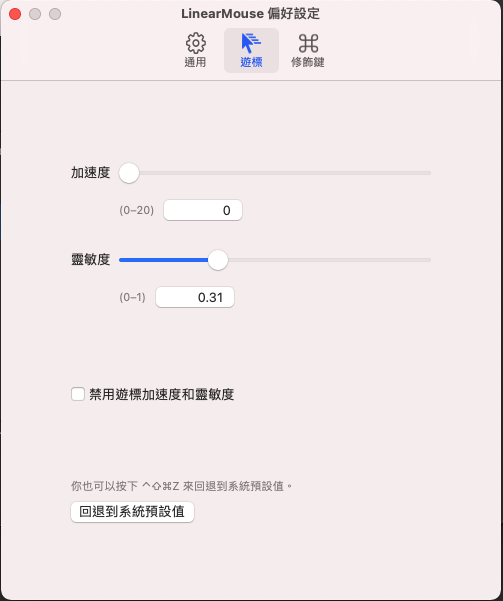 LinearMouse 偏好設定
通用
遊標
修飾鍵
加速度
(0–20) 0
靈敏度
(0–1) 0.31
禁用遊標加速度和靈敏度
你也可以按下 ⌃⇧⌘Z 來回退到系統預設值。
回退到系統預設值